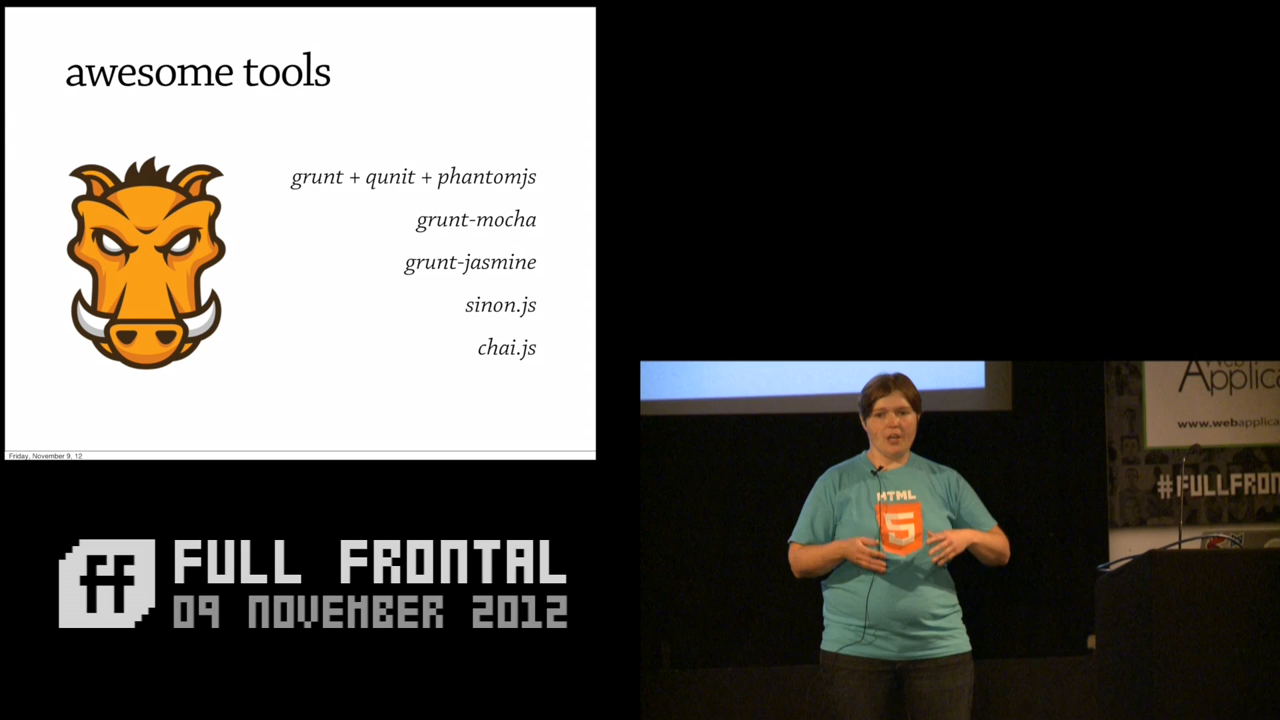 awesome tools
grunt + qunit + phantomjs
grunt-mocha
grunt-jasmine
sinon.js
chai.js
Friday, November 9, 12
ff
FULL FRONTAL
09 NOVEMBER 2012
HTML
5
www.webapplica
#FULLFRON